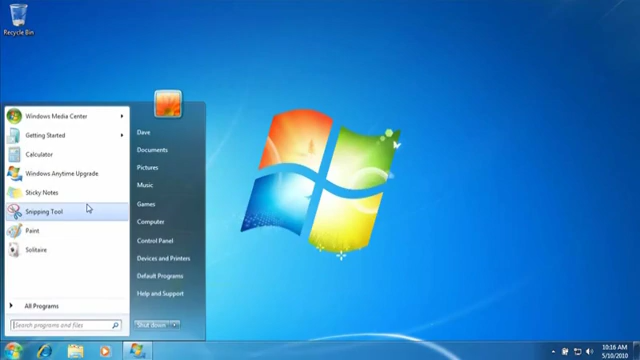 Recycle Bin
Windows Media Center
Getting Started
Calculator
Windows Anytime Upgrade
Sticky Notes
Snipping Tool
Paint
Solitaire
All Programs
Search programs and files
Dave
Documents
Pictures
Music
Games
Computer
Control Panel
Devices and Printers
Default Programs
Help and Support
Shut down
10:16 AM
5/10/2010